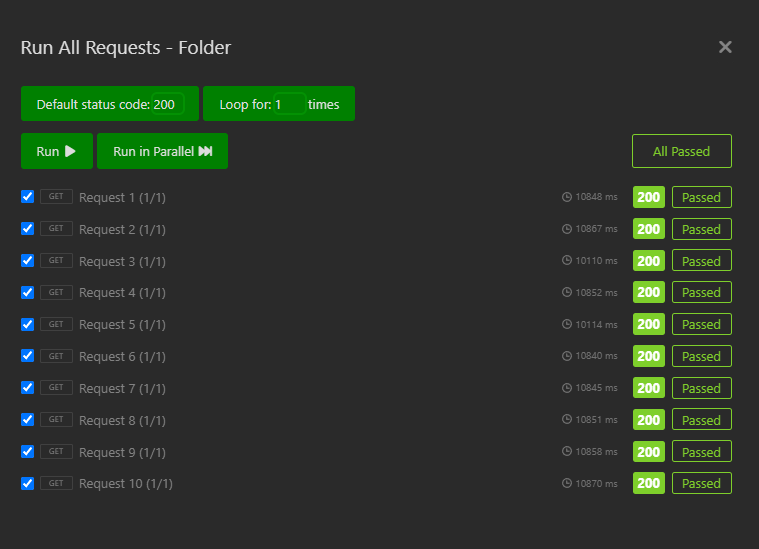 Run All Requests - Folder
Default status code: 200 Loop for: 1 times
Run Run in Parallel All Passed
GET Request 1 (1/1) 10848 ms 200 Passed
GET Request 2 (1/1) 10867 ms 200 Passed
GET Request 3 (1/1) 10110 ms 200 Passed
GET Request 4 (1/1) 10852 ms 200 Passed
GET Request 5 (1/1) 10114 ms 200 Passed
GET Request 6 (1/1) 10840 ms 200 Passed
GET Request 7 (1/1) 10845 ms 200 Passed
GET Request 8 (1/1) 10851 ms 200 Passed
GET Request 9 (1/1) 10858 ms 200 Passed
GET Request 10 (1/1) 10870 ms 200 Passed